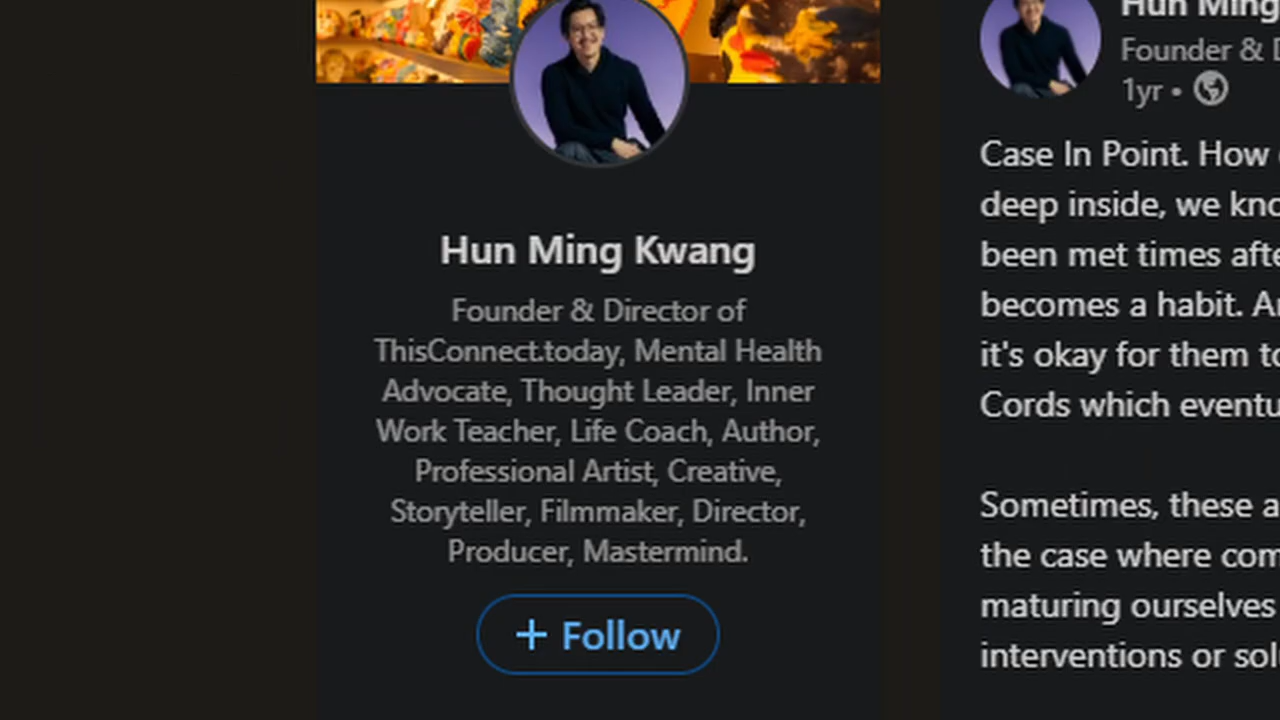 Hun Ming Kwang
Founder & Director of
ThisConnect.today, Mental Health
Advocate, Thought Leader, Inner
Work Teacher, Life Coach, Author,
Professional Artist, Creative,
Storyteller, Filmmaker, Director,
Producer, Mastermind.
+ Follow
Hun Ming
Founder &
1yr •
Case In Point. How
deep inside, we kno
been met times afte
becomes a habit. A
it's okay for them to
Cords which eventu
Sometimes, these a
the case where com
maturing ourselves
interventions or sol